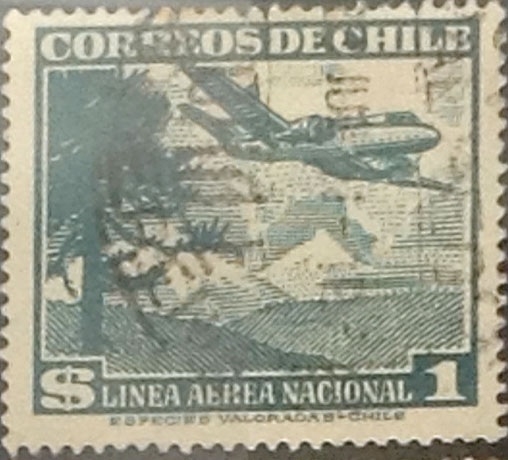 CORREOS DE CHILE
$ LINEA AEREA NACIONAL 1
ESPECIES VALORADAS-CHILE